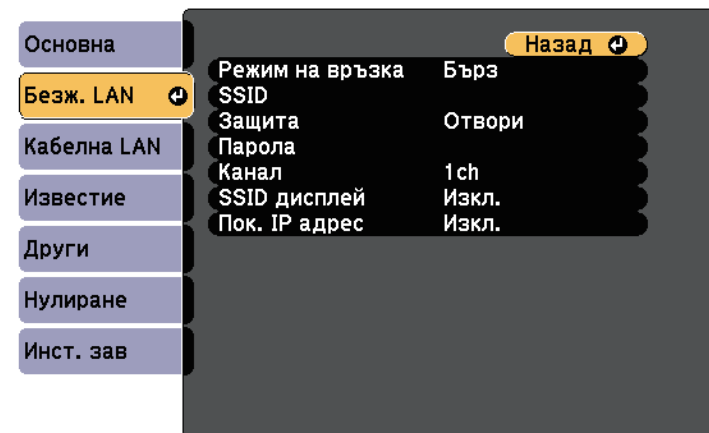 Основна
Безж. LAN
Кабелна LAN
Известие
Други
Нулиране
Инст. зав
Назад
Режим на връзка Бърз
SSID
Защита Отвори
Парола
Канал 1ch
SSID дисплей Изкл.
Пок. IP адрес Изкл.